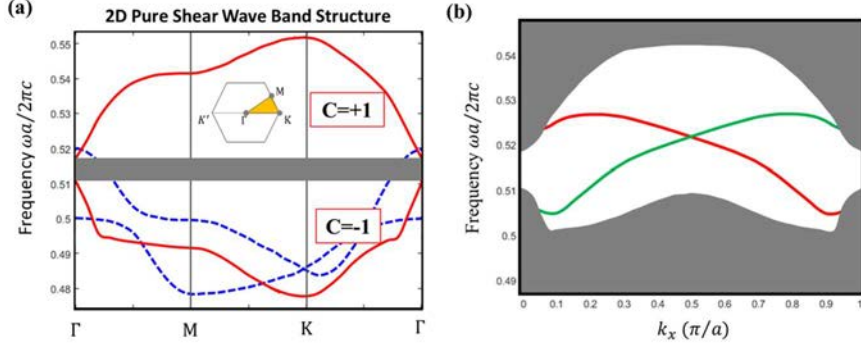 (a)
2D Pure Shear Wave Band Structure
Frequency ωa/2πc
0.55
0.54
0.53
0.52
0.51
0.5
0.49
0.48
M
K'
Γ
K
C=+1
C=-1
Γ
M
K
Γ
(b)
Frequency ωa/2πc
0.54
0.53
0.52
0.51
0.5
0.49
0
0.1
0.2
0.3
0.4
0.5
0.6
0.7
0.8
0.9
1
kₓ (π/a)